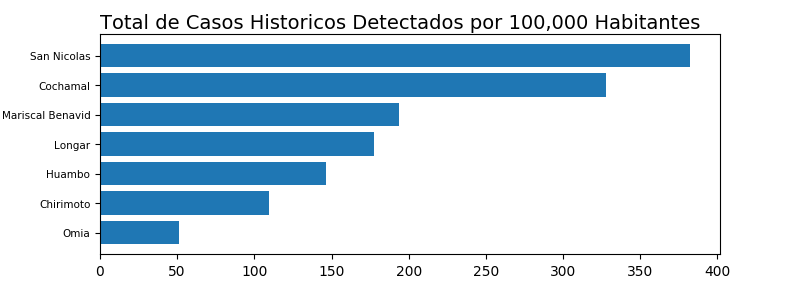 Total de Casos Historicos Detectados por 100,000 Habitantes
San Nicolas
Cochamal
Mariscal Benavid
Longar
Huambo
Chirimoto
Omia
0 50 100 150 200 250 300 350 400